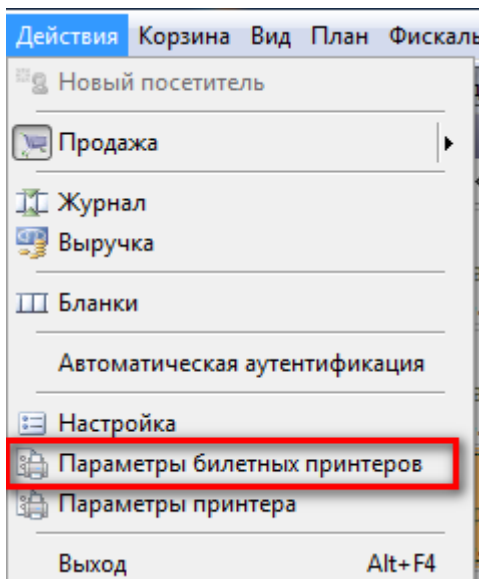 Действия Корзина Вид План Фискаль
Новый посетитель
Продажа
Журнал
Выручка
Бланки
Автоматическая аутентификация
Настройка
Параметры билетных принтеров
Параметры принтера
Выход Alt+F4